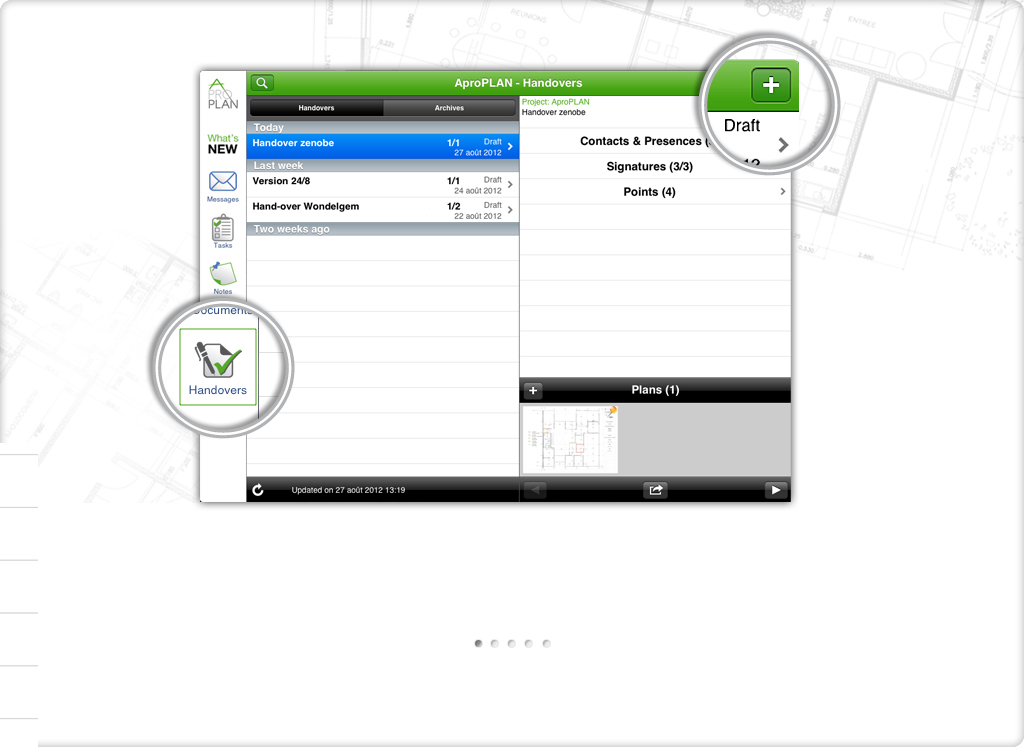 REUNIONS
ENTREE
APRO
PLAN
AproPLAN - Handovers
Handovers
Archives
Project: AproPLAN
Handover zenobe
Draft
What's
NEW
Messages
Tasks
Notes
Documents
Handovers
Today
Handover zenobe
1/1
Draft
27 août 2012
Last week
Version 24/8
1/1
Draft
24 août 2012
Hand-over Wondelgem
1/2
Draft
22 août 2012
Two weeks ago
Contacts & Presences (
Signatures (3/3)
Points (4)
Plans (1)
Updated on 27 août 2012 13:19